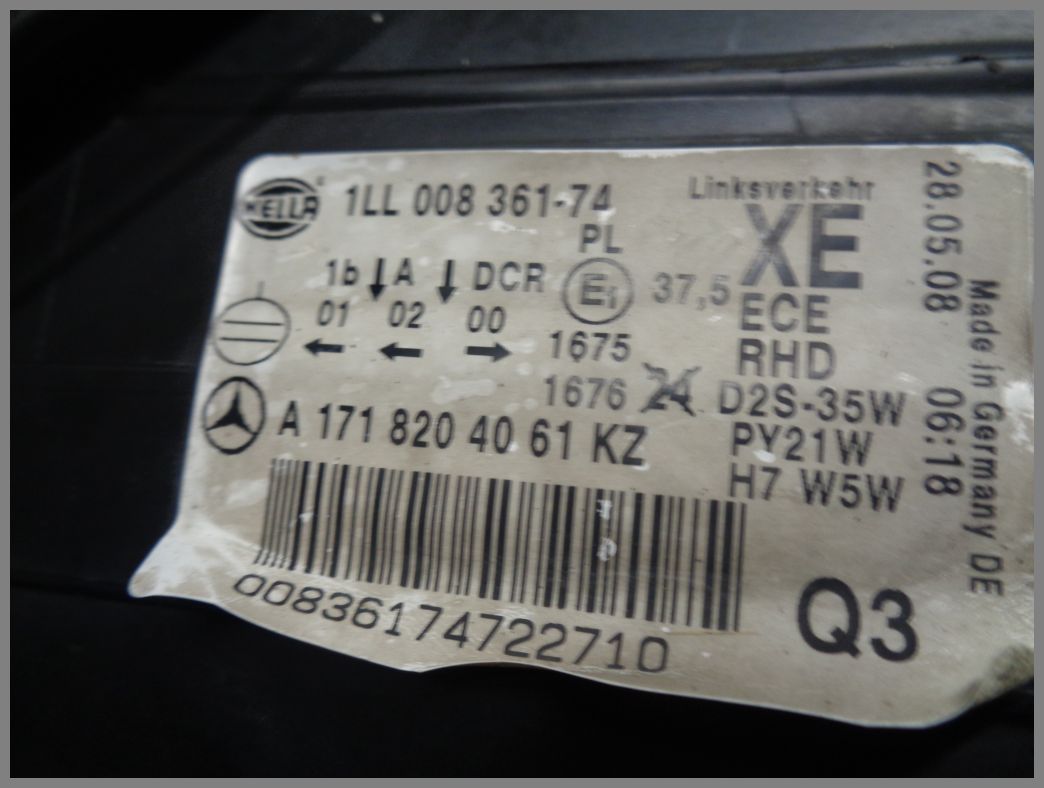 HELLA 1LL 008 361-74
PL
1b A DCR
01 02 00
E1 37,5
1675
1676 24
A 171 820 40 61 KZ
00836174722710
Linksverkehr
XE
ECE
RHD
D2S-35W
PY21W
H7 W5W
Q3
28.05.08 06:18
Made in Germany DE